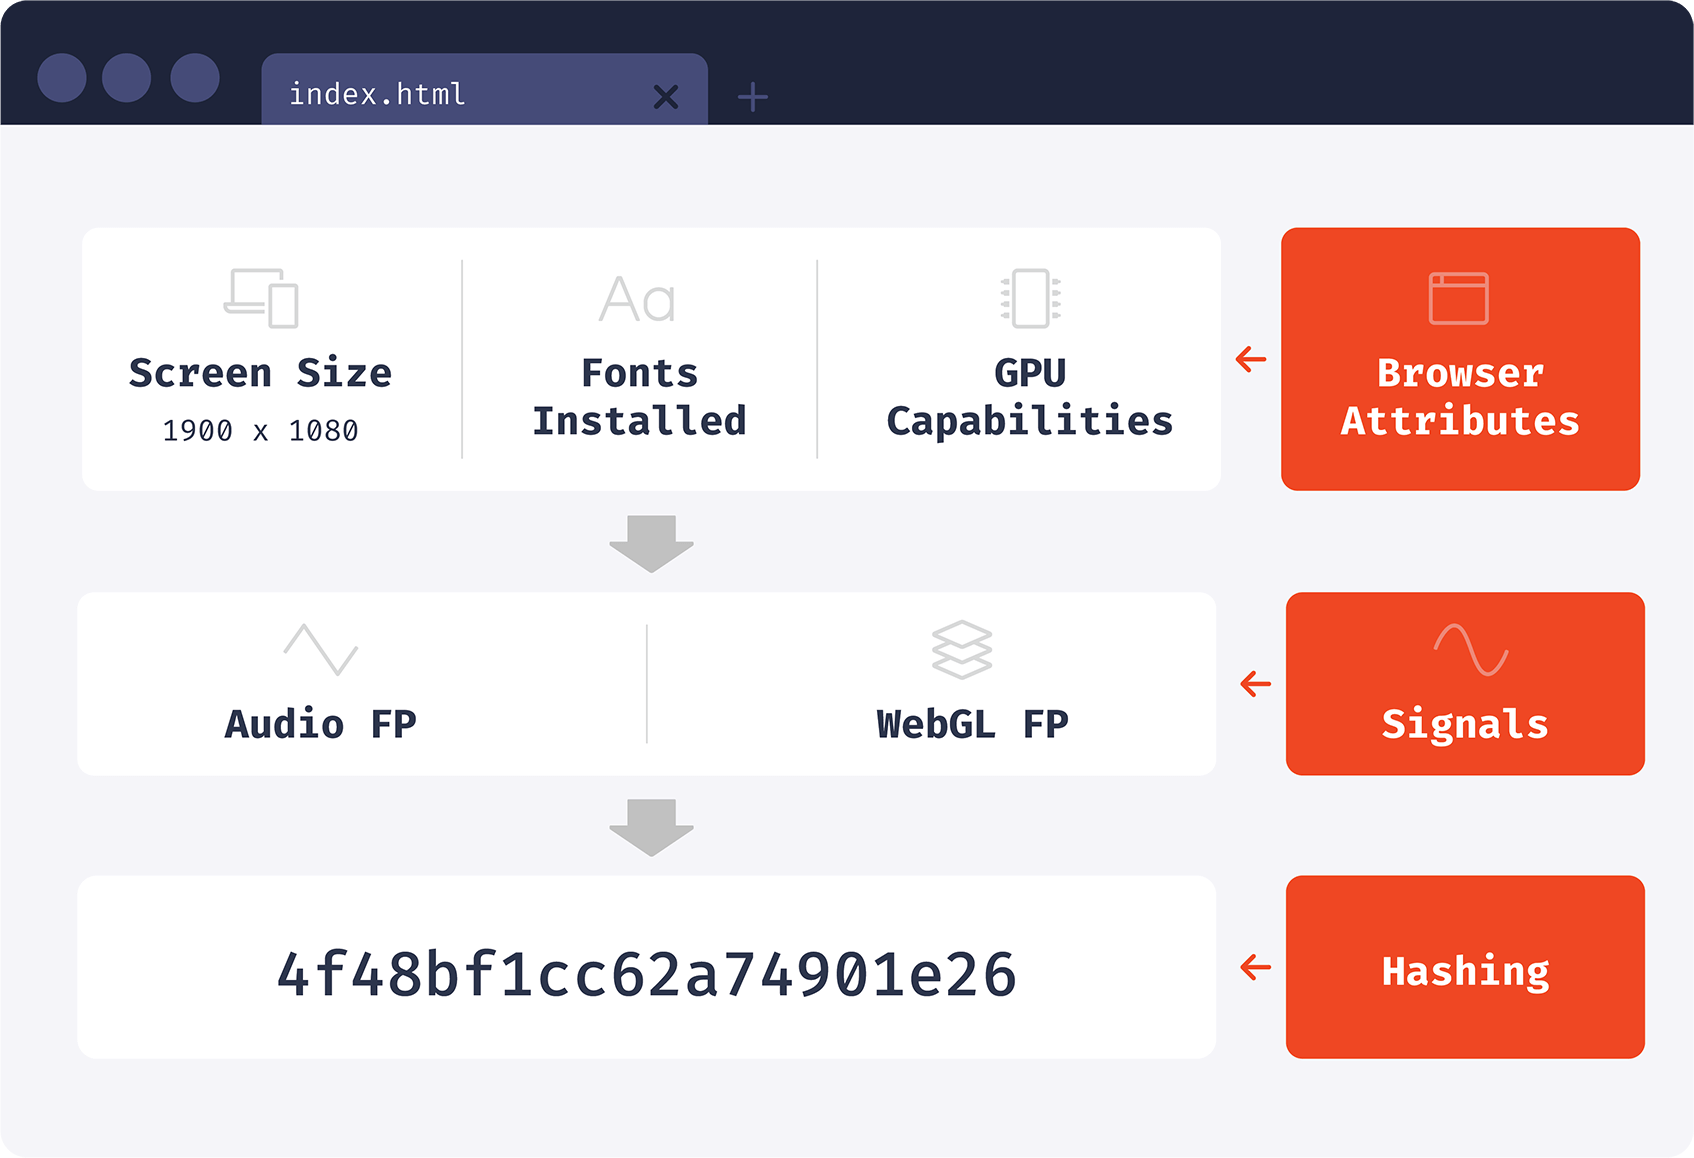 index.html
Screen Size
1900 x 1080
Fonts
Installed
GPU
Capabilities
Browser
Attributes
Audio FP
WebGL FP
Signals
4f48bf1cc62a74901e26
Hashing